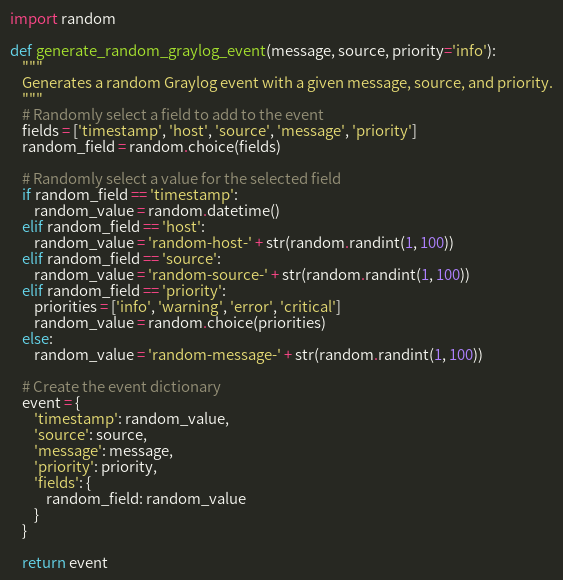 import random
def generate_random_graylog_event(message, source, priority='info'):
"""
Generates a random Graylog event with a given message, source, and priority.
"""
# Randomly select a field to add to the event
fields = ['timestamp', 'host', 'source', 'message', 'priority']
random_field = random.choice(fields)
# Randomly select a value for the selected field
if random_field == 'timestamp':
random_value = random.datetime()
elif random_field == 'host':
random_value = 'random-host-' + str(random.randint(1, 100))
elif random_field == 'source':
random_value = 'random-source-' + str(random.randint(1, 100))
elif random_field == 'priority':
priorities = ['info', 'warning', 'error', 'critical']
random_value = random.choice(priorities)
else:
random_value = 'random-message-' + str(random.randint(1, 100))
# Create the event dictionary
event = {
'timestamp': random_value,
'source': source,
'message': message,
'priority': priority,
'fields': {
random_field: random_value
}
}
return event